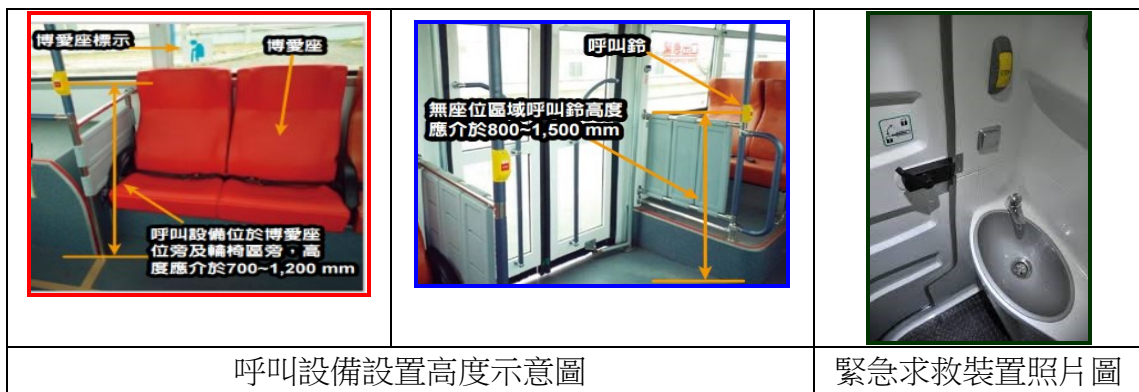 博愛座標示
博愛座
呼叫設備位於博愛座
位旁及輪椅區旁，高
度應介於700~1,200 mm
呼叫鈴
無座位區域呼叫鈴高度
應介於800~1,500 mm
呼叫設備設置高度示意圖
緊急求救裝置照片圖